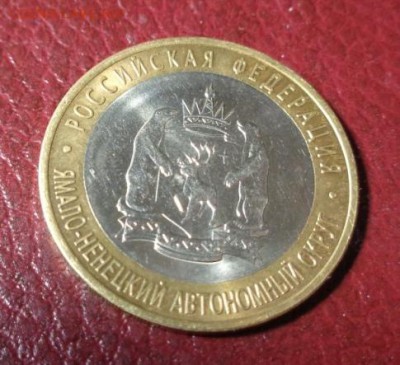 РОССИЙСКАЯ ФЕДЕРАЦИЯ
ЯМАЛО-НЕНЕЦКИЙ АВТОНОМНЫЙ ОКРУГ